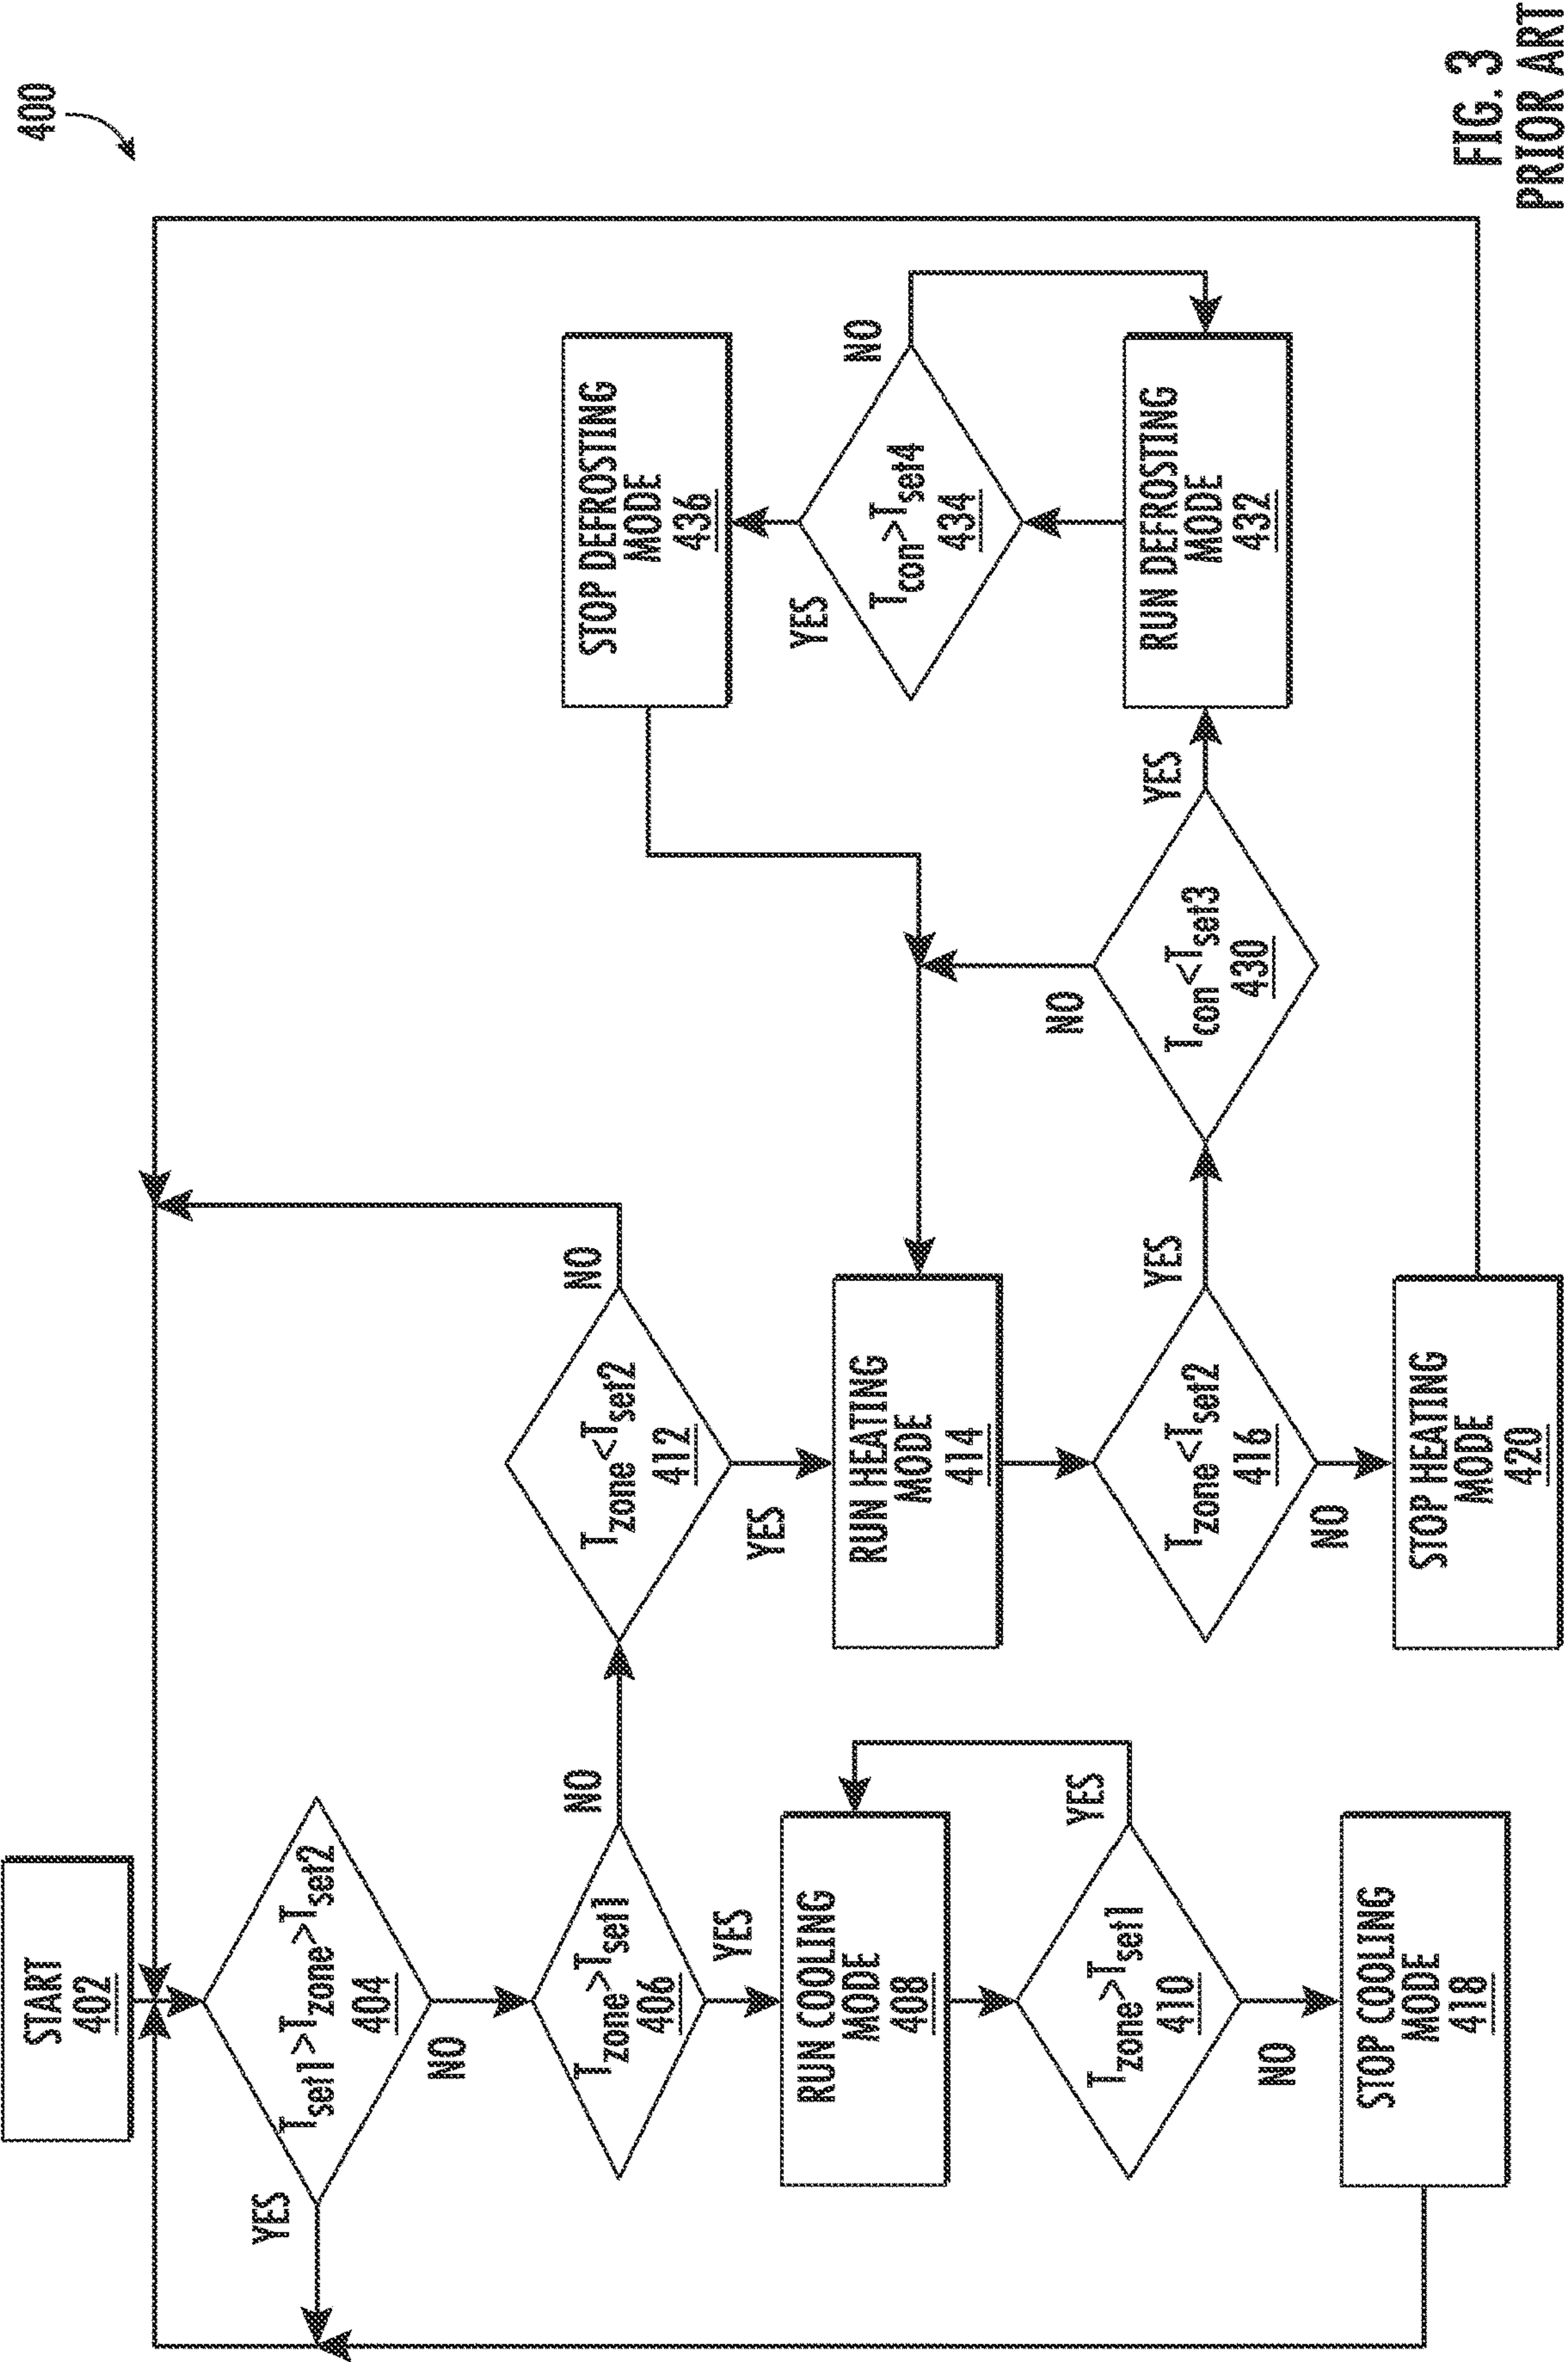 400
START
402
Tset1>Tzone>Tset2
404
YES
NO
Tzone>Tset1
406
NO
YES
Tzone<Tset2
412
NO
YES
RUN COOLING
MODE
408
Tzone>Tset1
410
YES
NO
STOP COOLING
MODE
418
RUN HEATING
MODE
414
Tzone<Tset2
416
YES
NO
STOP HEATING
MODE
420
Tcon<Tset3
430
NO
YES
RUN DEFROSTING
MODE
432
Tcon>Tset4
434
NO
YES
STOP DEFROSTING
MODE
436
FIG. 3
PRIOR ART